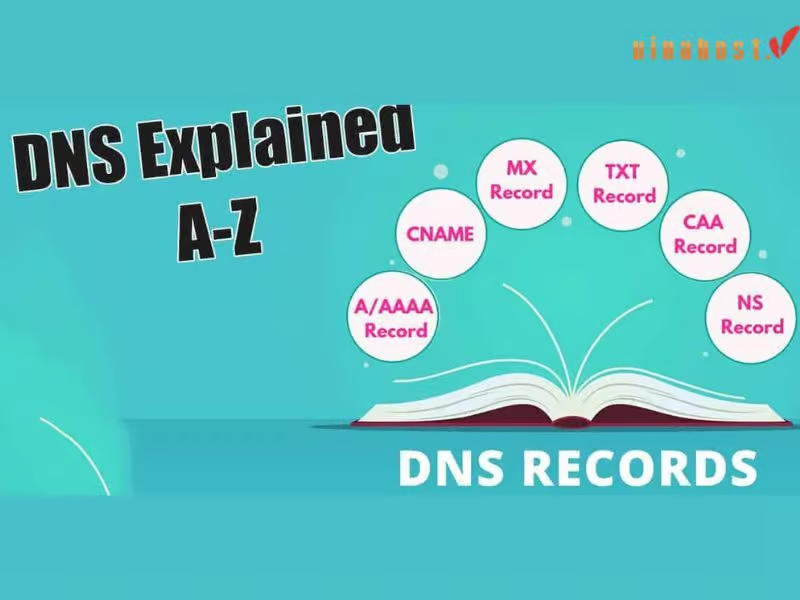 vinahost.
DNS Explained
A-Z
MX
Record
TXT
Record
CNAME
CAA
Record
A/AAAA
Record
NS
Record
DNS RECORDS